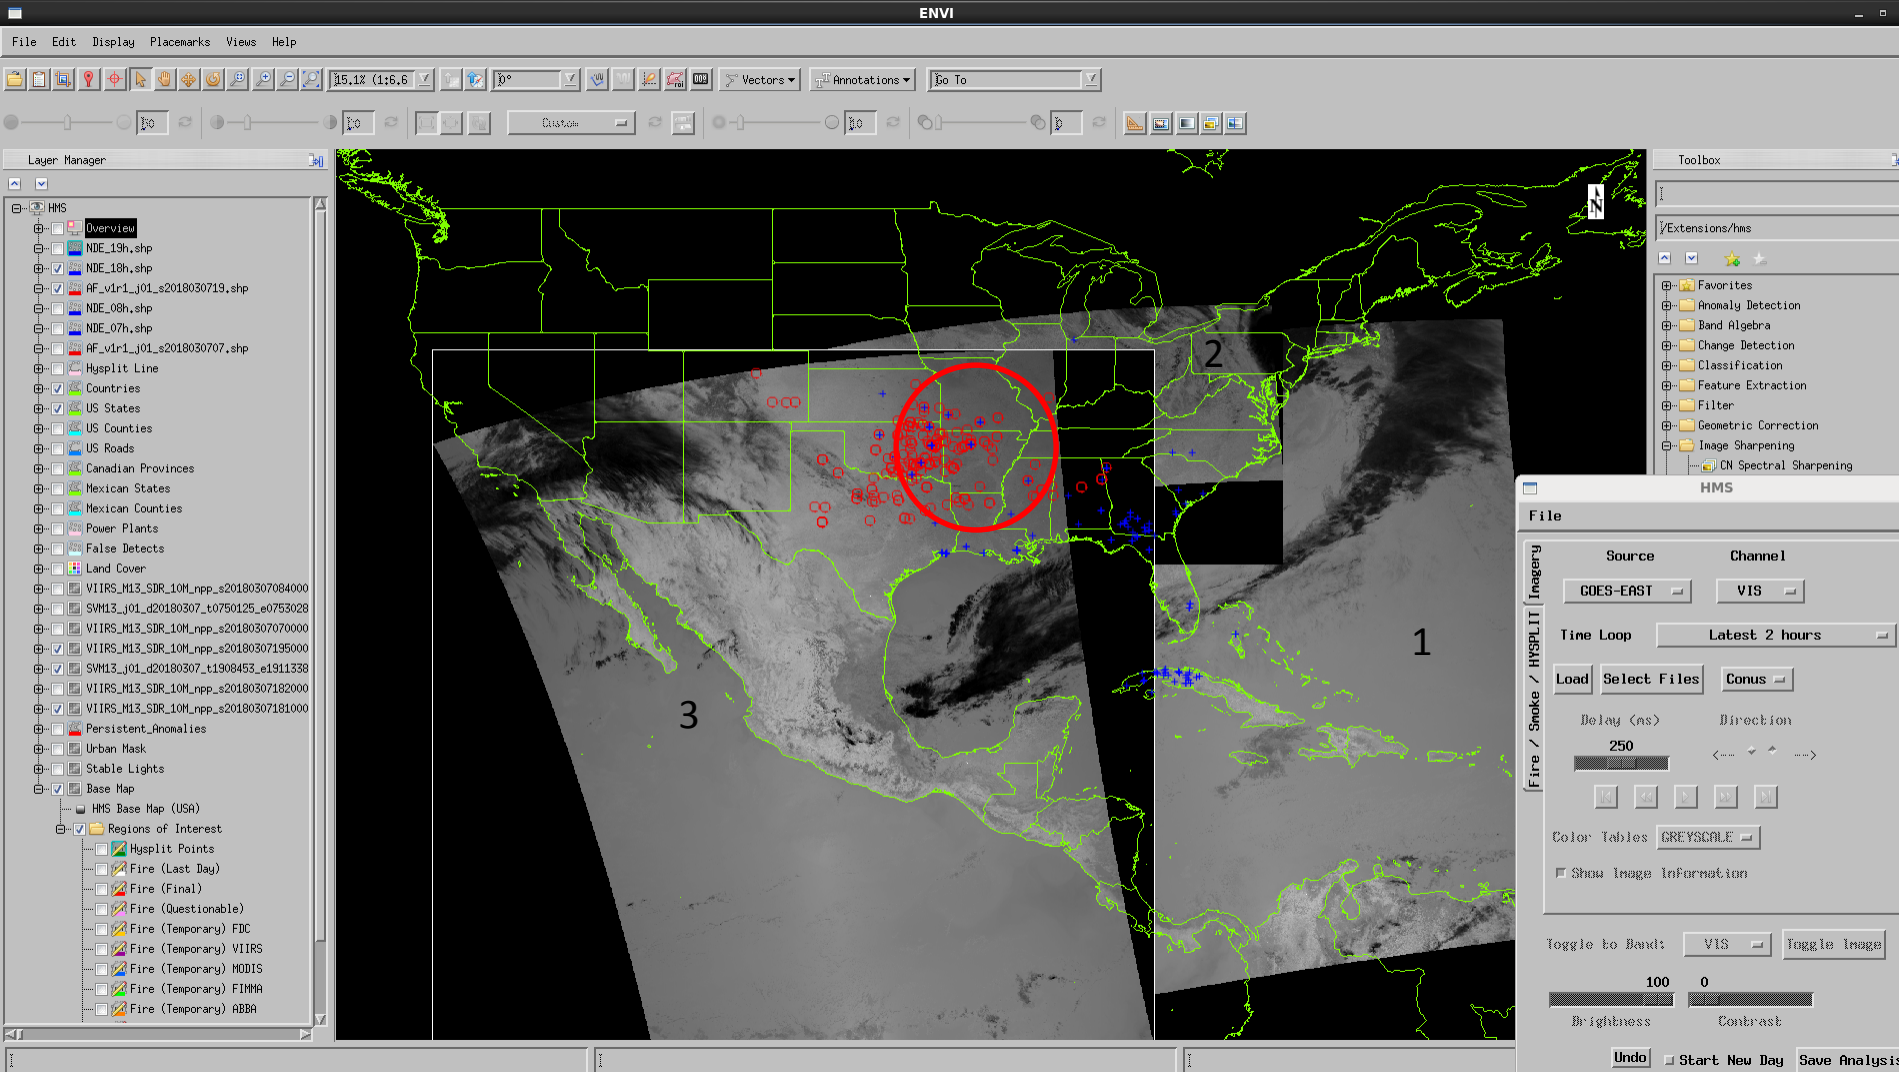 ENVI
File Edit Display Placemarks Views Help
15.1% (1:6.6
0°
Vectors
Annotations
Go To
Custom
Layer Manager
HMS
Overview
NDE_19h.shp
NDE_18h.shp
AF_v1r1_j01_s2018030719.shp
NDE_08h.shp
NDE_07h.shp
AF_v1r1_j01_s2018030707.shp
Hysplit Line
Countries
US States
US Counties
US Roads
Canadian Provinces
Mexican States
Mexican Counties
Power Plants
False Detects
Land Cover
VIIRS_M13_SDR_10M_npp_s20180307084000
SVM13_j01_d20180307_t0750125_e0753028
VIIRS_M13_SDR_10M_npp_s20180307070000
VIIRS_M13_SDR_10M_npp_s20180307195000
SVM13_j01_d20180307_t1908453_e1911338
VIIRS_M13_SDR_10M_npp_s20180307182000
VIIRS_M13_SDR_10M_npp_s20180307181000
Persistent_Anomalies
Urban Mask
Stable Lights
Base Map
HMS Base Map (USA)
Regions of Interest
Hysplit Points
Fire (Last Day)
Fire (Final)
Fire (Questionable)
Fire (Temporary) FDC
Fire (Temporary) VIIRS
Fire (Temporary) MODIS
Fire (Temporary) FIMMA
Fire (Temporary) ABBA
N
2
1
3
Toolbox
/Extensions/hms
Favorites
Anomaly Detection
Band Algebra
Change Detection
Classification
Feature Extraction
Filter
Geometric Correction
Image Sharpening
CN Spectral Sharpening
HMS
File
Imagery
Fire / Smoke / HYSPLIT
Source Channel
GOES-EAST VIS
Time Loop Latest 2 hours
Load Select Files Conus
Delay (ms) Direction
250
<---- ---->
Color Tables GREYSCALE
Show Image Information
Toggle to Band: VIS Toggle Image
100 0
Brightness Contrast
Undo Start New Day Save Analysis